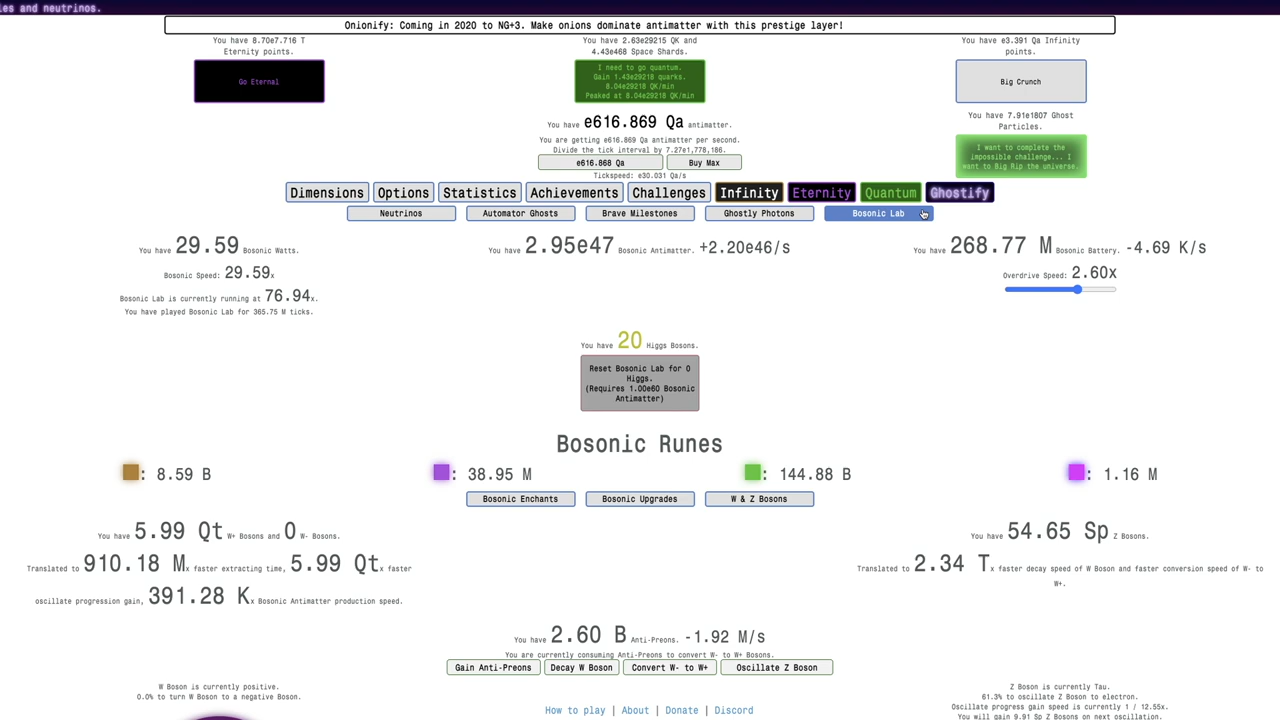 les and neutrinos.
Onionify: Coming in 2020 to NG+3. Make onions dominate antimatter with this prestige layer!
You have 8.70e7.716 T
Eternity points.
Go Eternal
You have 2.63e29215 QK and
4.43e468 Space Shards.
I need to go quantum.
Gain 1.43e29218 quarks.
8.04e29218 QK/min
Peaked at 8.04e29218 QK/min
You have e3.391 Qa Infinity
points.
Big Crunch
You have e616.869 Qa antimatter.
You are getting e616.869 Qa antimatter per second.
Divide the tick interval by 7.27e1,778,186.
e616.868 Qa
Buy Max
Tickspeed: e30.031 Qa/s
You have 7.91e1807 Ghost
Particles.
I want to complete the
impossible challenge... I
want to Big Rip the universe.
Dimensions
Options
Statistics
Achievements
Challenges
Infinity
Eternity
Quantum
Ghostify
Neutrinos
Automator Ghosts
Brave Milestones
Ghostly Photons
Bosonic Lab
You have 29.59 Bosonic Watts.
Bosonic Speed: 29.59x
Bosonic Lab is currently running at 76.94x.
You have played Bosonic Lab for 365.75 M ticks.
You have 2.95e47 Bosonic Antimatter. +2.20e46/s
You have 268.77 M Bosonic Battery. -4.69 K/s
Overdrive Speed: 2.60x
You have 20 Higgs Bosons.
Reset Bosonic Lab for 0
Higgs.
(Requires 1.00e60 Bosonic
Antimatter)
Bosonic Runes
: 8.59 B
: 38.95 M
: 144.88 B
: 1.16 M
Bosonic Enchants
Bosonic Upgrades
W & Z Bosons
You have 5.99 Qt W+ Bosons and 0 W- Bosons.
Translated to 910.18 Mx faster extracting time, 5.99 Qtx faster
oscillate progression gain, 391.28 Kx Bosonic Antimatter production speed.
You have 54.65 Sp Z Bosons.
Translated to 2.34 Tx faster decay speed of W Boson and faster conversion speed of W- to
W+.
You have 2.60 B Anti-Preons. -1.92 M/s
You are currently consuming Anti-Preons to convert W- to W+ Bosons.
Gain Anti-Preons
Decay W Boson
Convert W- to W+
Oscillate Z Boson
W Boson is currently positive.
0.0% to turn W Boson to a negative Boson.
Z Boson is currently Tau.
61.3% to oscillate Z Boson to electron.
Oscillate progress gain speed is currently 1 / 12.55x.
You will gain 9.91 Sp Z Bosons on next oscillation.
How to play | About | Donate | Discord